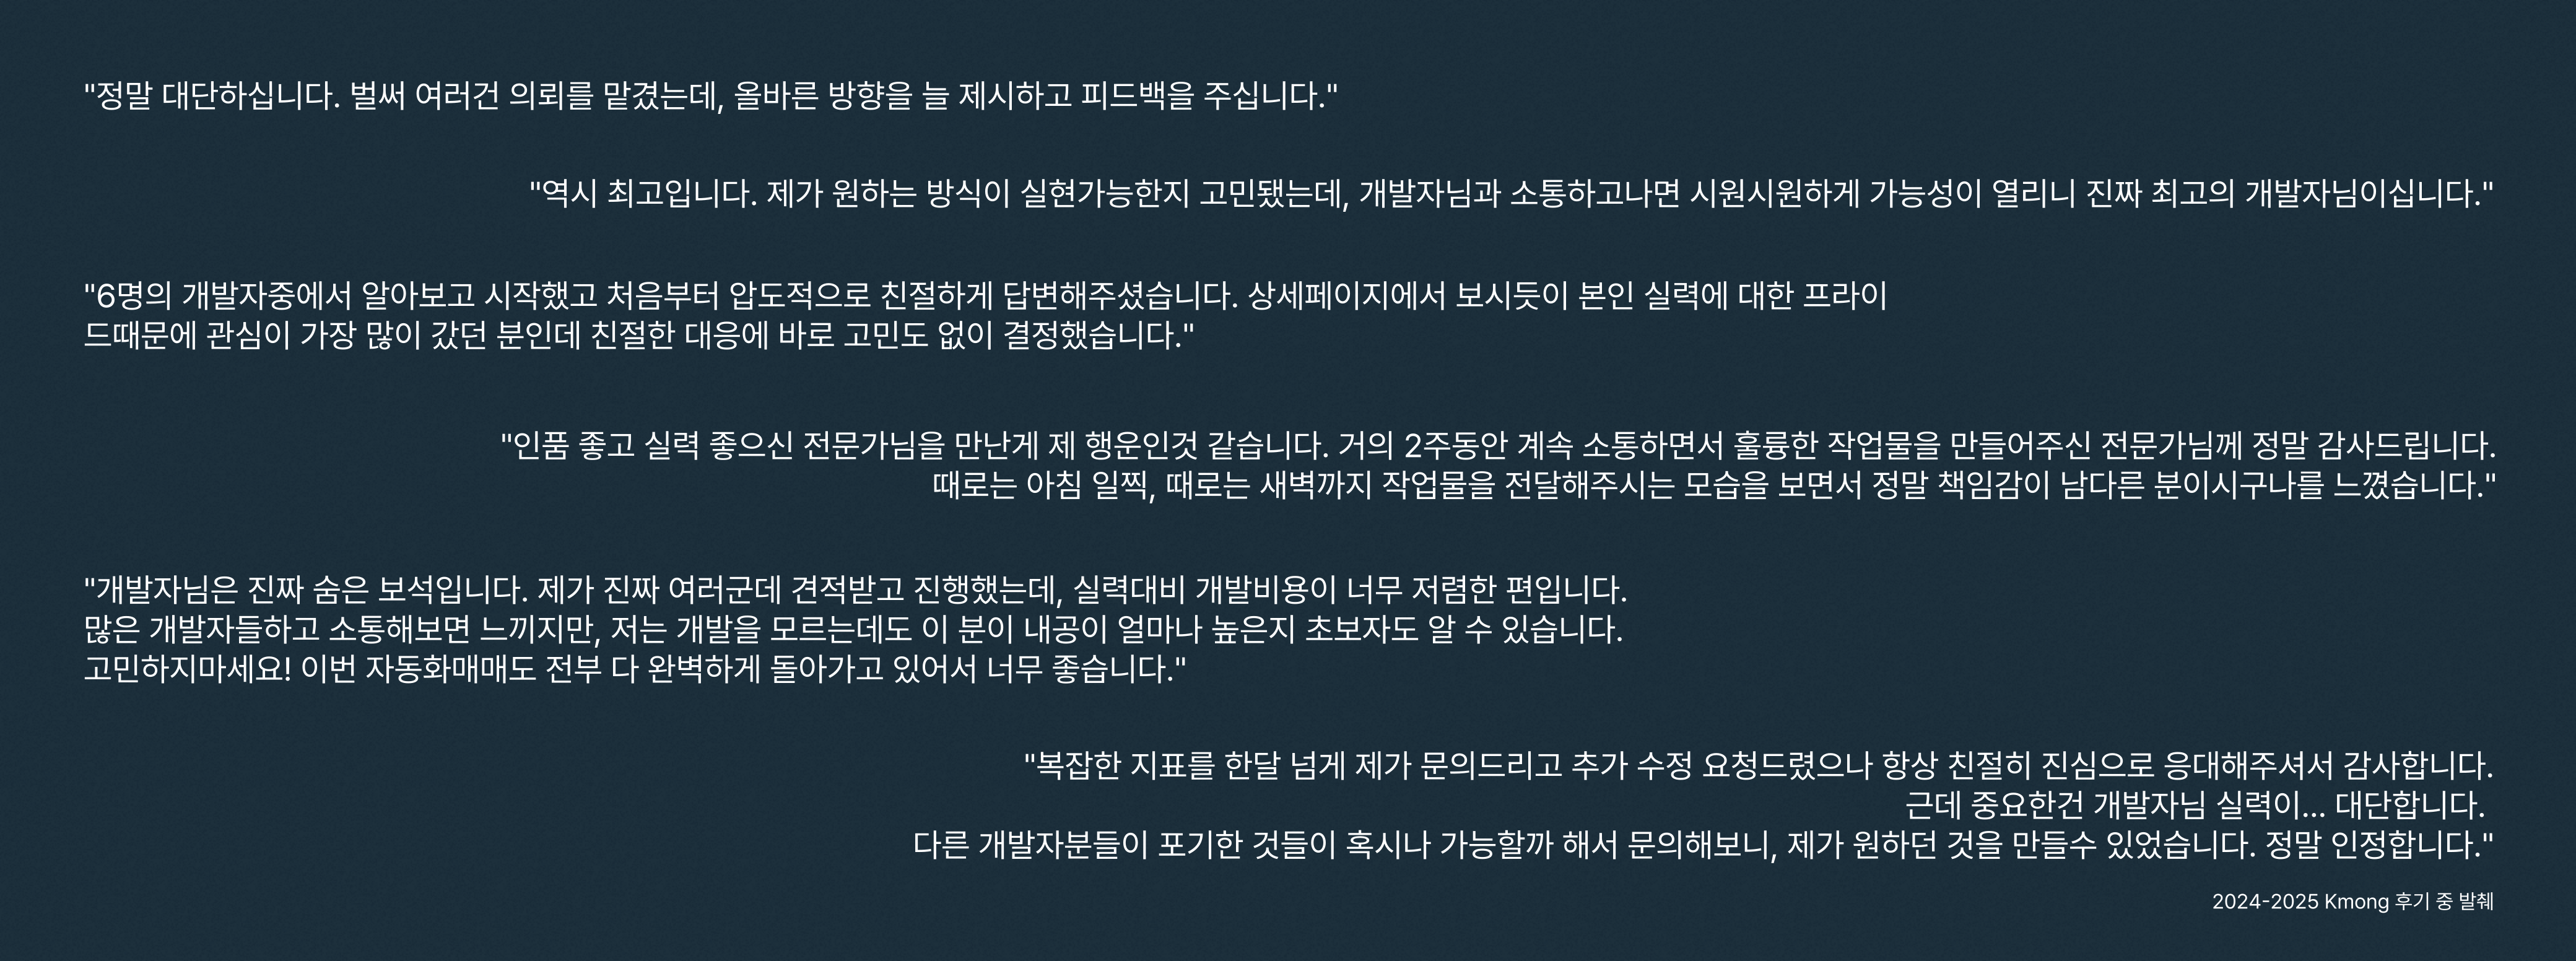 "정말 대단하십니다. 벌써 여러건 의뢰를 맡겼는데, 올바른 방향을 늘 제시하고 피드백을 주십니다."
"역시 최고입니다. 제가 원하는 방식이 실현가능한지 고민됐는데, 개발자님과 소통하고나면 시원시원하게 가능성이 열리니 진짜 최고의 개발자님이십니다."
"6명의 개발자중에서 알아보고 시작했고 처음부터 압도적으로 친절하게 답변해주셨습니다. 상세페이지에서 보시듯이 본인 실력에 대한 프라이
드때문에 관심이 가장 많이 갔던 분인데 친절한 대응에 바로 고민도 없이 결정했습니다."
"인품 좋고 실력 좋으신 전문가님을 만난게 제 행운인것 같습니다. 거의 2주동안 계속 소통하면서 훌륭한 작업물을 만들어주신 전문가님께 정말 감사드립니다.
때로는 아침 일찍, 때로는 새벽까지 작업물을 전달해주시는 모습을 보면서 정말 책임감이 남다른 분이시구나를 느꼈습니다."
"개발자님은 진짜 숨은 보석입니다. 제가 진짜 여러군데 견적받고 진행했는데, 실력대비 개발비용이 너무 저렴한 편입니다.
많은 개발자들하고 소통해보면 느끼지만, 저는 개발을 모르는데도 이 분이 내공이 얼마나 높은지 초보자도 알 수 있습니다.
고민하지마세요! 이번 자동화매매도 전부 다 완벽하게 돌아가고 있어서 너무 좋습니다."
"복잡한 지표를 한달 넘게 제가 문의드리고 추가 수정 요청드렸으나 항상 친절히 진심으로 응대해주셔서 감사합니다.
근데 중요한건 개발자님 실력이... 대단합니다.
다른 개발자분들이 포기한 것들이 혹시나 가능할까 해서 문의해보니, 제가 원하던 것을 만들수 있었습니다. 정말 인정합니다."
2024-2025 Kmong 후기 중 발췌